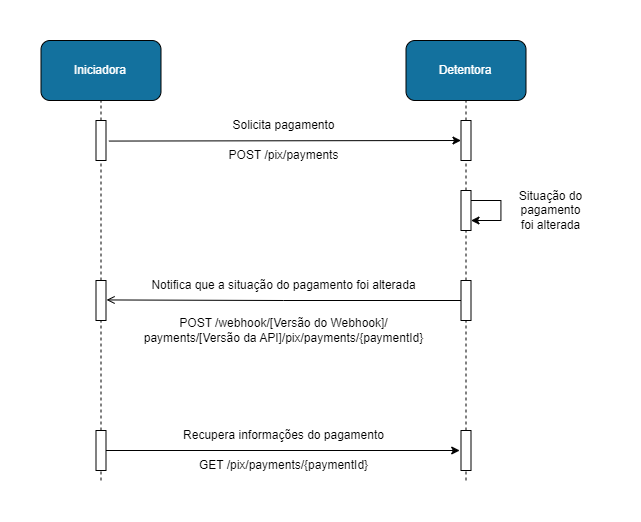 Iniciadora
Detentora
Solicita pagamento
POST /pix/payments
Situação do
pagamento
foi alterada
Notifica que a situação do pagamento foi alterada
POST /webhook/[Versão do Webhook]/
payments/[Versão da API]/pix/payments/{paymentId}
Recupera informações do pagamento
GET /pix/payments/{paymentId}